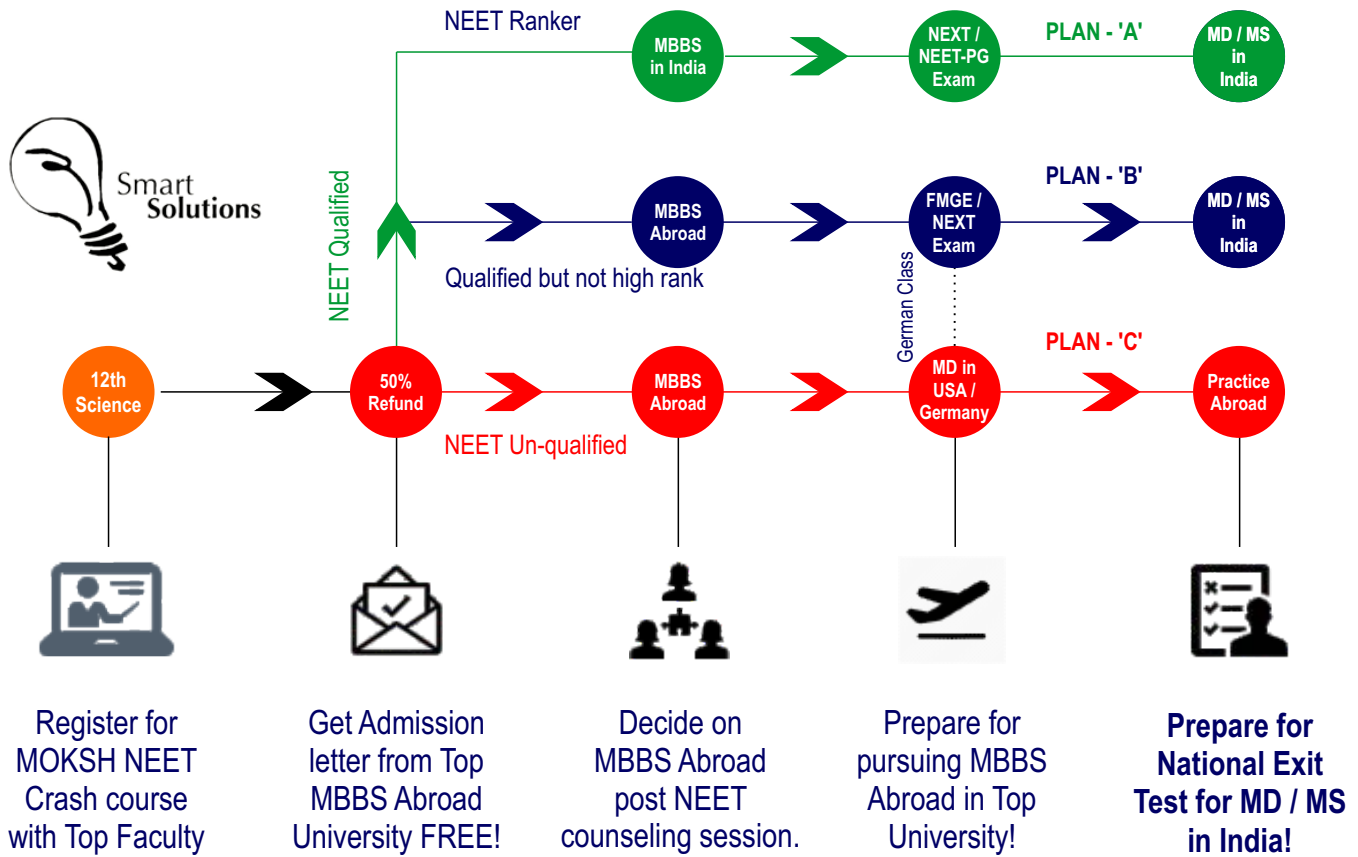 NEET Ranker
MBBS
in India
NEXT /
NEET-PG
Exam
PLAN - 'A'
MD / MS
in
India
Smart
Solutions
NEET Qualified
MBBS
Abroad
FMGE /
NEXT
Exam
PLAN - 'B'
MD / MS
in
India
Qualified but not high rank
German Class
12th
Science
50%
Refund
MBBS
Abroad
MD in
USA /
Germany
PLAN - 'C'
Practice
Abroad
NEET Un-qualified
Register for
MOKSH NEET
Crash course
with Top Faculty
Get Admission
letter from Top
MBBS Abroad
University FREE!
Decide on
MBBS Abroad
post NEET
counseling session.
Prepare for
pursuing MBBS
Abroad in Top
University!
Prepare for
National Exit
Test for MD / MS
in India!